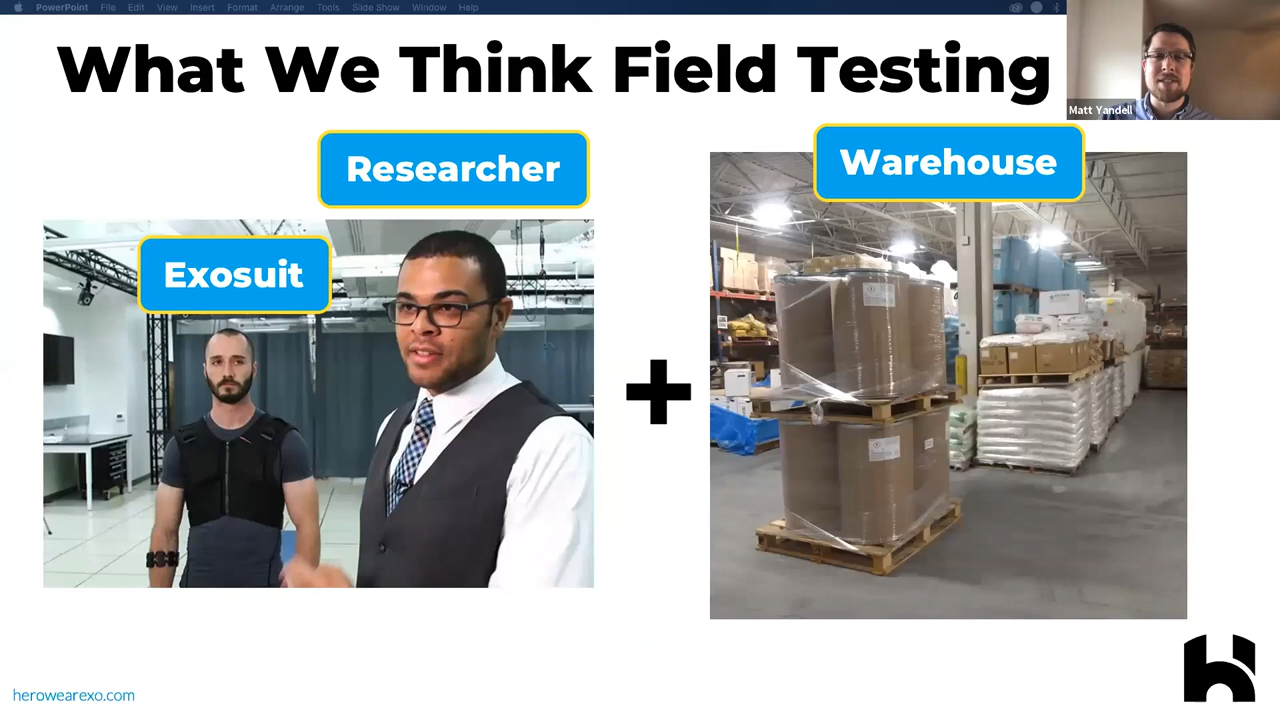 PowerPoint File Edit View Insert Format Arrange Tools Slide Show Window Help
What We Think Field Testing
Matt Yandell
Researcher
Warehouse
Exosuit
+
herowearexo.com